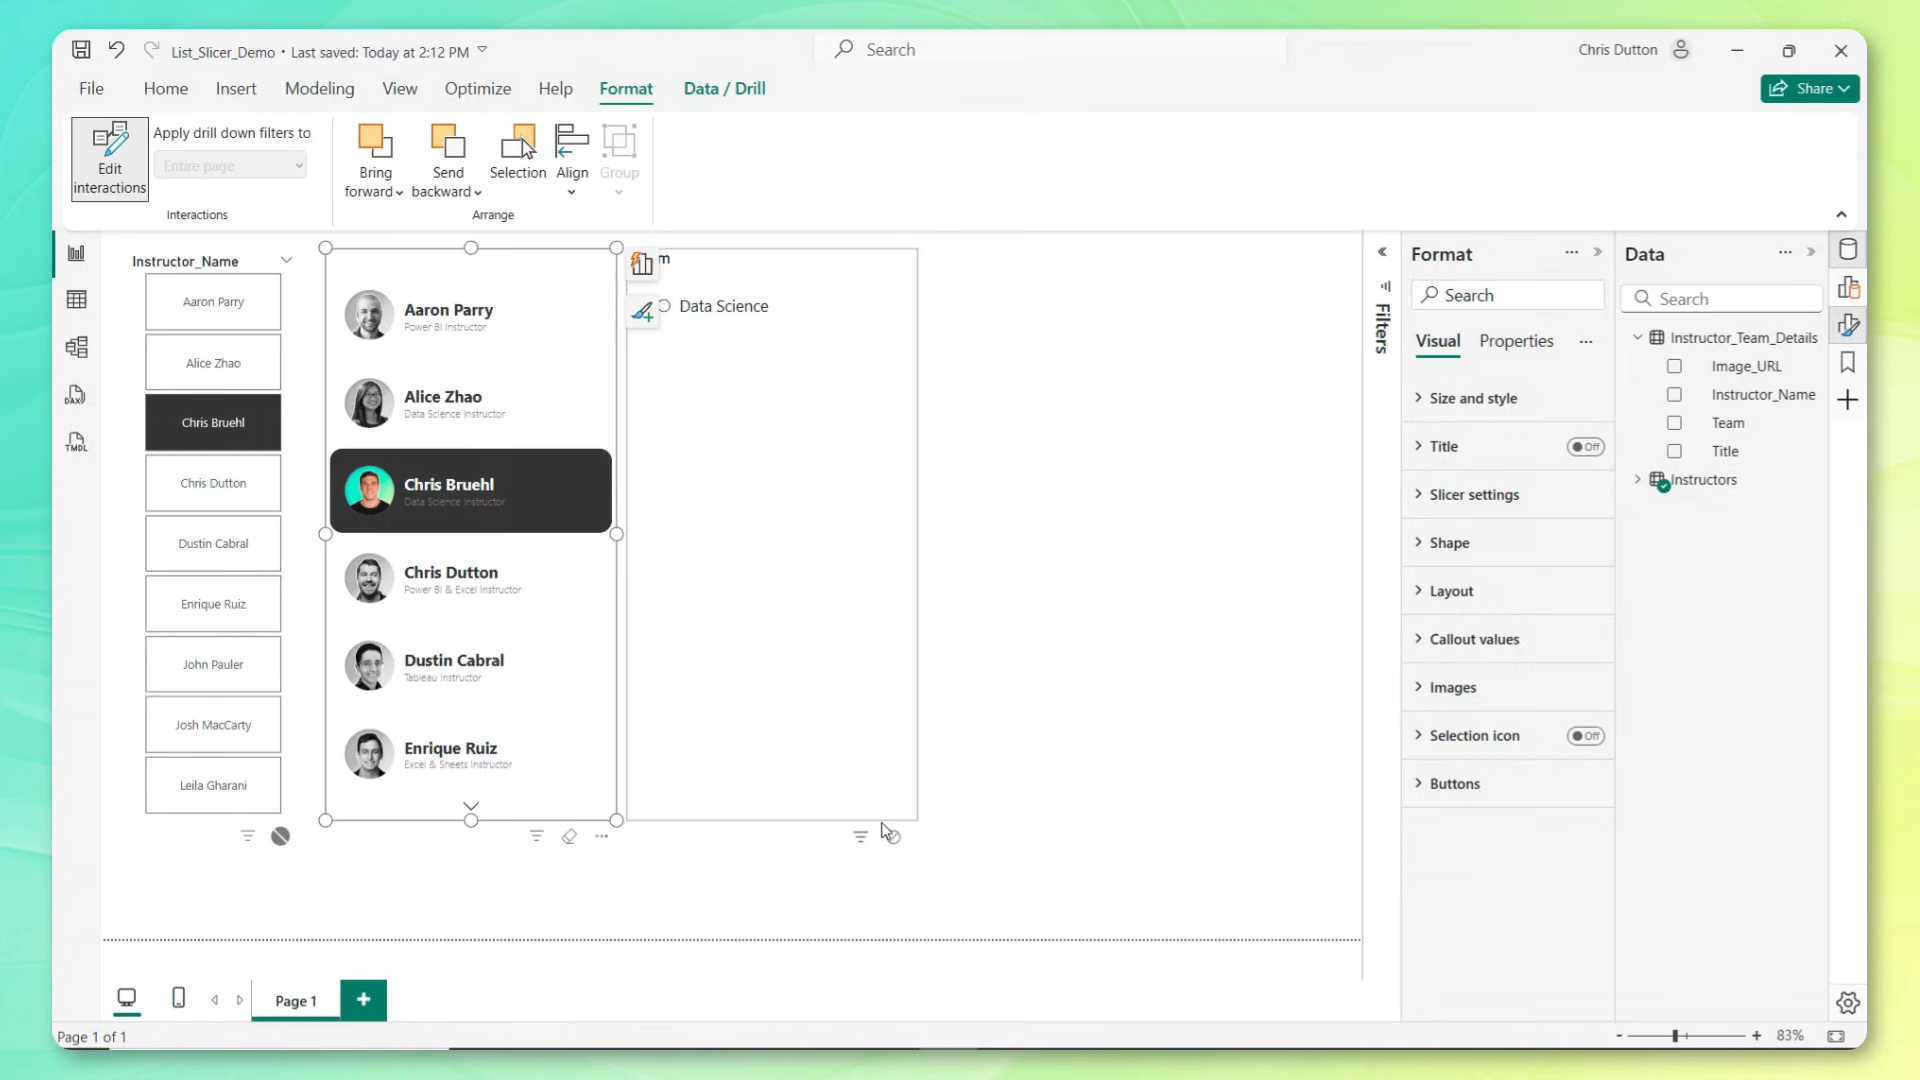 List_Slicer_Demo • Last saved: Today at 2:12 PM
Search
Chris Dutton
File
Home
Insert
Modeling
View
Optimize
Help
Format
Data / Drill
Share
Edit
interactions
Apply drill down filters to
Entire page
Interactions
Bring
forward
Send
backward
Selection
Align
Group
Arrange
DAX
TMDL
Instructor_Name
Aaron Parry
Alice Zhao
Chris Bruehl
Chris Dutton
Dustin Cabral
Enrique Ruiz
John Pauler
Josh MacCarty
Leila Gharani
Aaron Parry
Power BI Instructor
Alice Zhao
Data Science Instructor
Chris Bruehl
Data Science Instructor
Chris Dutton
Power BI & Excel Instructor
Dustin Cabral
Tableau Instructor
Enrique Ruiz
Excel & Sheets Instructor
m
Data Science
Filters
Format
Search
Visual
Properties
Size and style
Title
Off
Slicer settings
Shape
Layout
Callout values
Images
Selection icon
Off
Buttons
Data
Search
Instructor_Team_Details
Image_URL
Instructor_Name
Team
Title
Instructors
Page 1
Page 1 of 1
83%